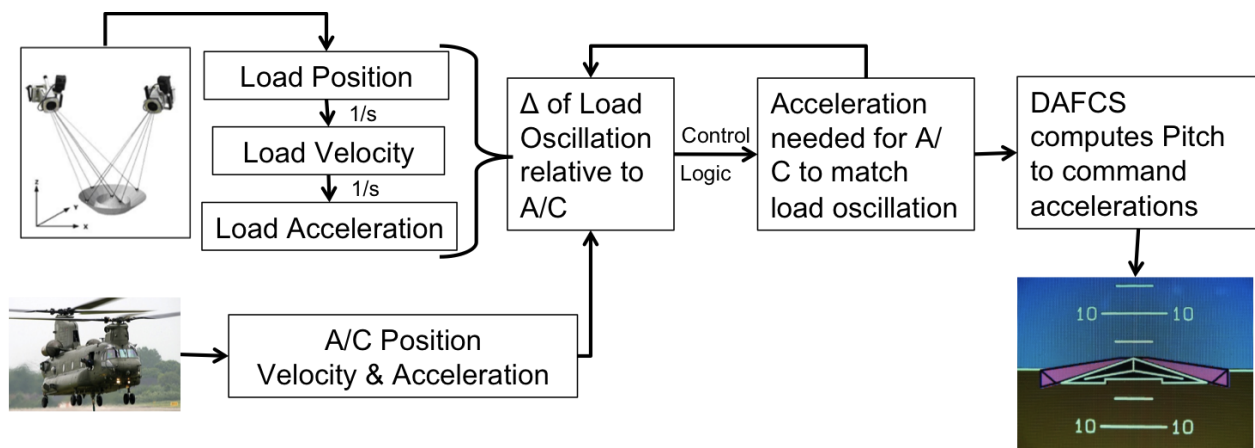 Load Position
1/s
Load Velocity
1/s
Load Acceleration
Z
Y
X
Δ of Load
Oscillation
relative to
A/C
Control
Logic
Acceleration
needed for A/
C to match
load oscillation
DAFCS
computes Pitch
to command
accelerations
A/C Position
Velocity & Acceleration
10 10
10 10